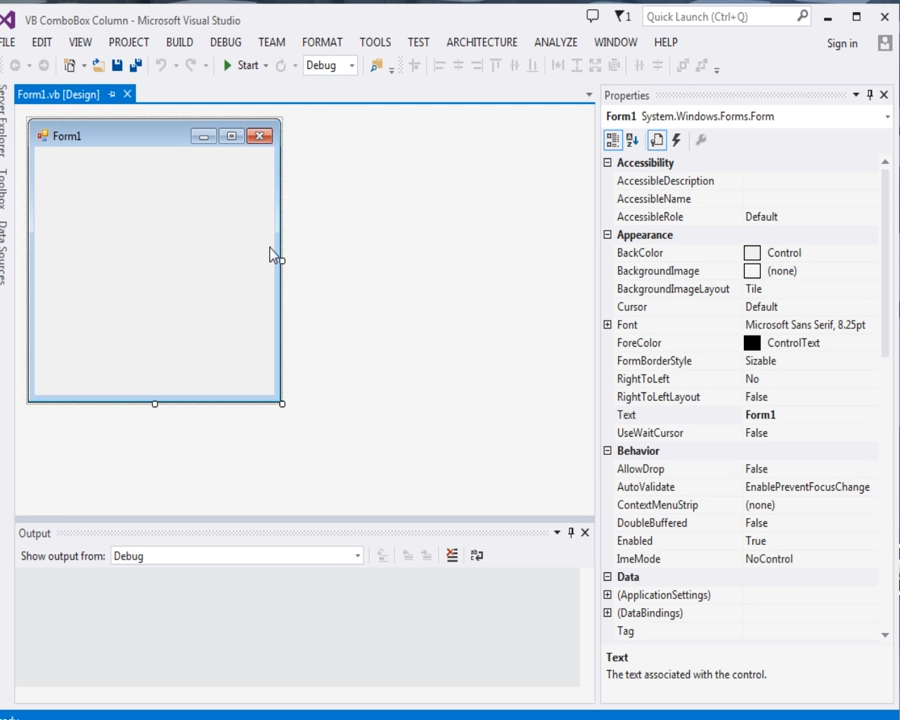 VB ComboBox Column - Microsoft Visual Studio
1
Quick Launch (Ctrl+Q)
FILE EDIT VIEW PROJECT BUILD DEBUG TEAM FORMAT TOOLS TEST ARCHITECTURE ANALYZE WINDOW HELP Sign in
Start Debug
Server Explorer
Toolbox
Data Sources
Form1.vb [Design]
Form1
Output
Show output from: Debug
Properties
Form1 System.Windows.Forms.Form
Accessibility
AccessibleDescription
AccessibleName
AccessibleRole Default
Appearance
BackColor Control
BackgroundImage (none)
BackgroundImageLayout Tile
Cursor Default
Font Microsoft Sans Serif, 8.25pt
ForeColor ControlText
FormBorderStyle Sizable
RightToLeft No
RightToLeftLayout False
Text Form1
UseWaitCursor False
Behavior
AllowDrop False
AutoValidate EnablePreventFocusChange
ContextMenuStrip (none)
DoubleBuffered False
Enabled True
ImeMode NoControl
Data
(ApplicationSettings)
(DataBindings)
Tag
Text
The text associated with the control.